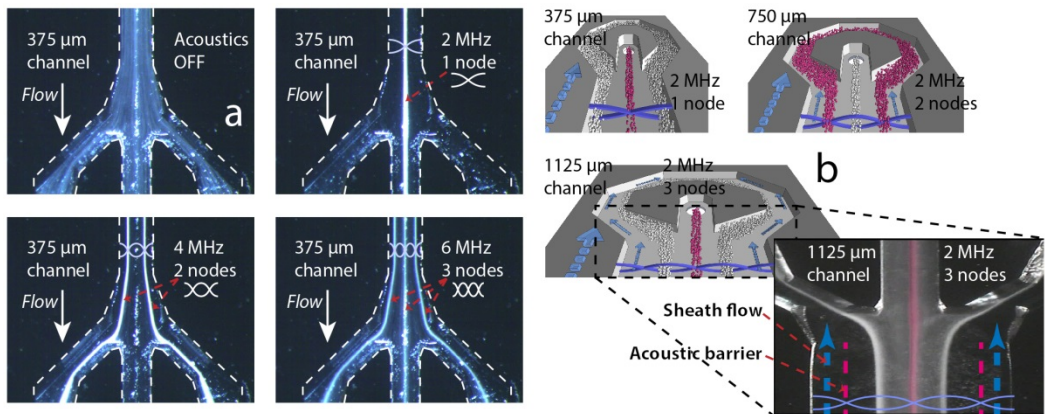 375 µm
channel
Acoustics
OFF
Flow
a
375 µm
channel
2 MHz
1 node
Flow
375 µm
channel
4 MHz
2 nodes
Flow
375 µm
channel
6 MHz
3 nodes
Flow
375 µm
channel
2 MHz
1 node
750 µm
channel
2 MHz
2 nodes
1125 µm
channel
2 MHz
3 nodes
b
1125 µm
channel
2 MHz
3 nodes
Sheath flow
Acoustic barrier